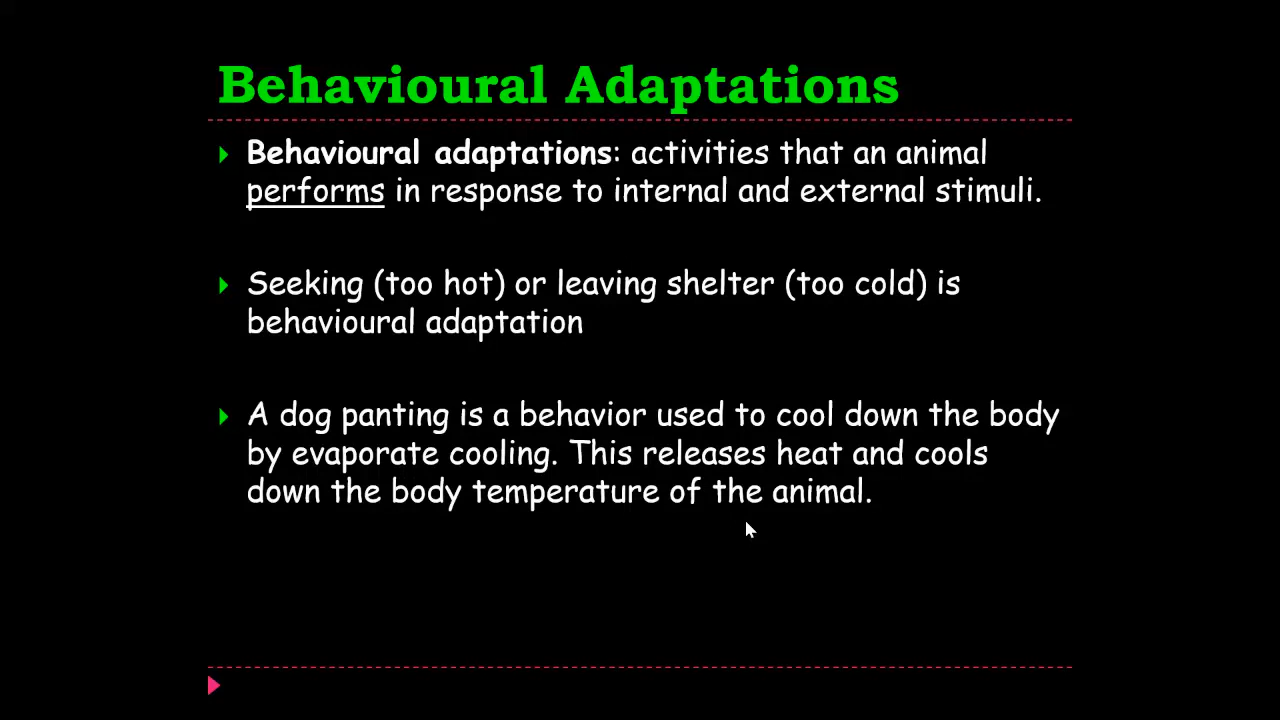 Behavioural Adaptations
Behavioural adaptations: activities that an animal
performs in response to internal and external stimuli.
Seeking (too hot) or leaving shelter (too cold) is
behavioural adaptation
A dog panting is a behavior used to cool down the body
by evaporate cooling. This releases heat and cools
down the body temperature of the animal.